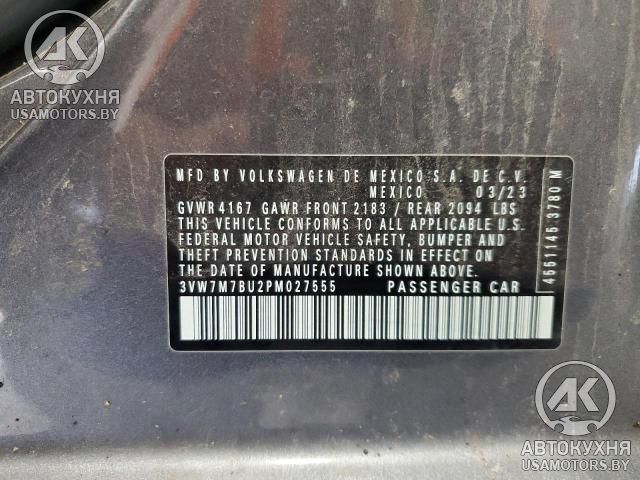 АК
АВТОКУХНЯ
USAMOTORS.BY
MFD BY VOLKSWAGEN DE MEXICO S.A. DE C.V.
MEXICO 03/23
GVWR 4167 GAWR FRONT 2183 / REAR 2094 LBS
THIS VEHICLE CONFORMS TO ALL APPLICABLE U.S.
FEDERAL MOTOR VEHICLE SAFETY, BUMPER AND
THEFT PREVENTION STANDARDS IN EFFECT ON
THE DATE OF MANUFACTURE SHOWN ABOVE.
3VW7M7BU2PM027555 PASSENGER CAR
4551145 3780 M
АК
АВТОКУХНЯ
USAMOTORS.BY